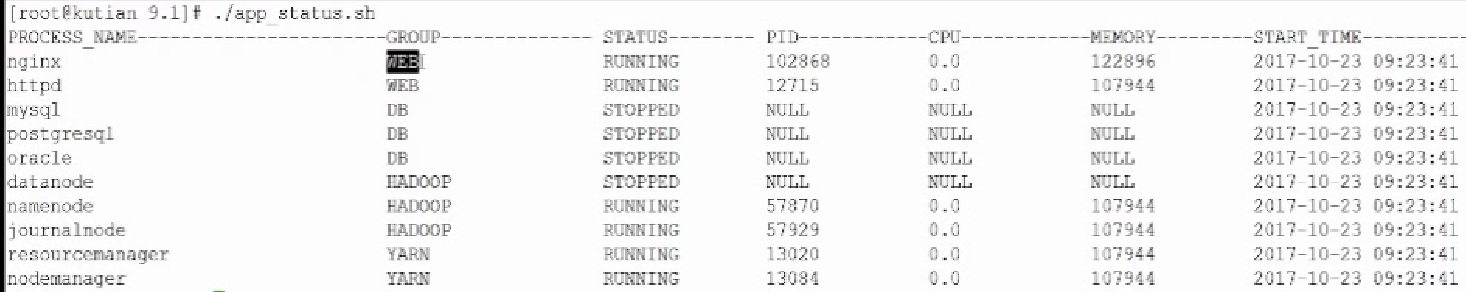 [root@kutian 9.1]# ./app_status.sh
PROCESS_NAME-----------------------GROUP-------------- STATUS-------- PID------------CPU------------MEMORY---------START_TIME----------
nginx WEB RUNNING 102868 0.0 122896 2017-10-23 09:23:41
httpd WEB RUNNING 12715 0.0 107944 2017-10-23 09:23:41
mysql DB STOPPED NULL NULL NULL 2017-10-23 09:23:41
postgresql DB STOPPED NULL NULL NULL 2017-10-23 09:23:41
oracle DB STOPPED NULL NULL NULL 2017-10-23 09:23:41
datanode HADOOP STOPPED NULL NULL NULL 2017-10-23 09:23:41
namenode HADOOP RUNNING 57870 0.0 107944 2017-10-23 09:23:41
journalnode HADOOP RUNNING 57929 0.0 107944 2017-10-23 09:23:41
resourcemanager YARN RUNNING 13020 0.0 107944 2017-10-23 09:23:41
nodemanager YARN RUNNING 13084 0.0 107944 2017-10-23 09:23:41